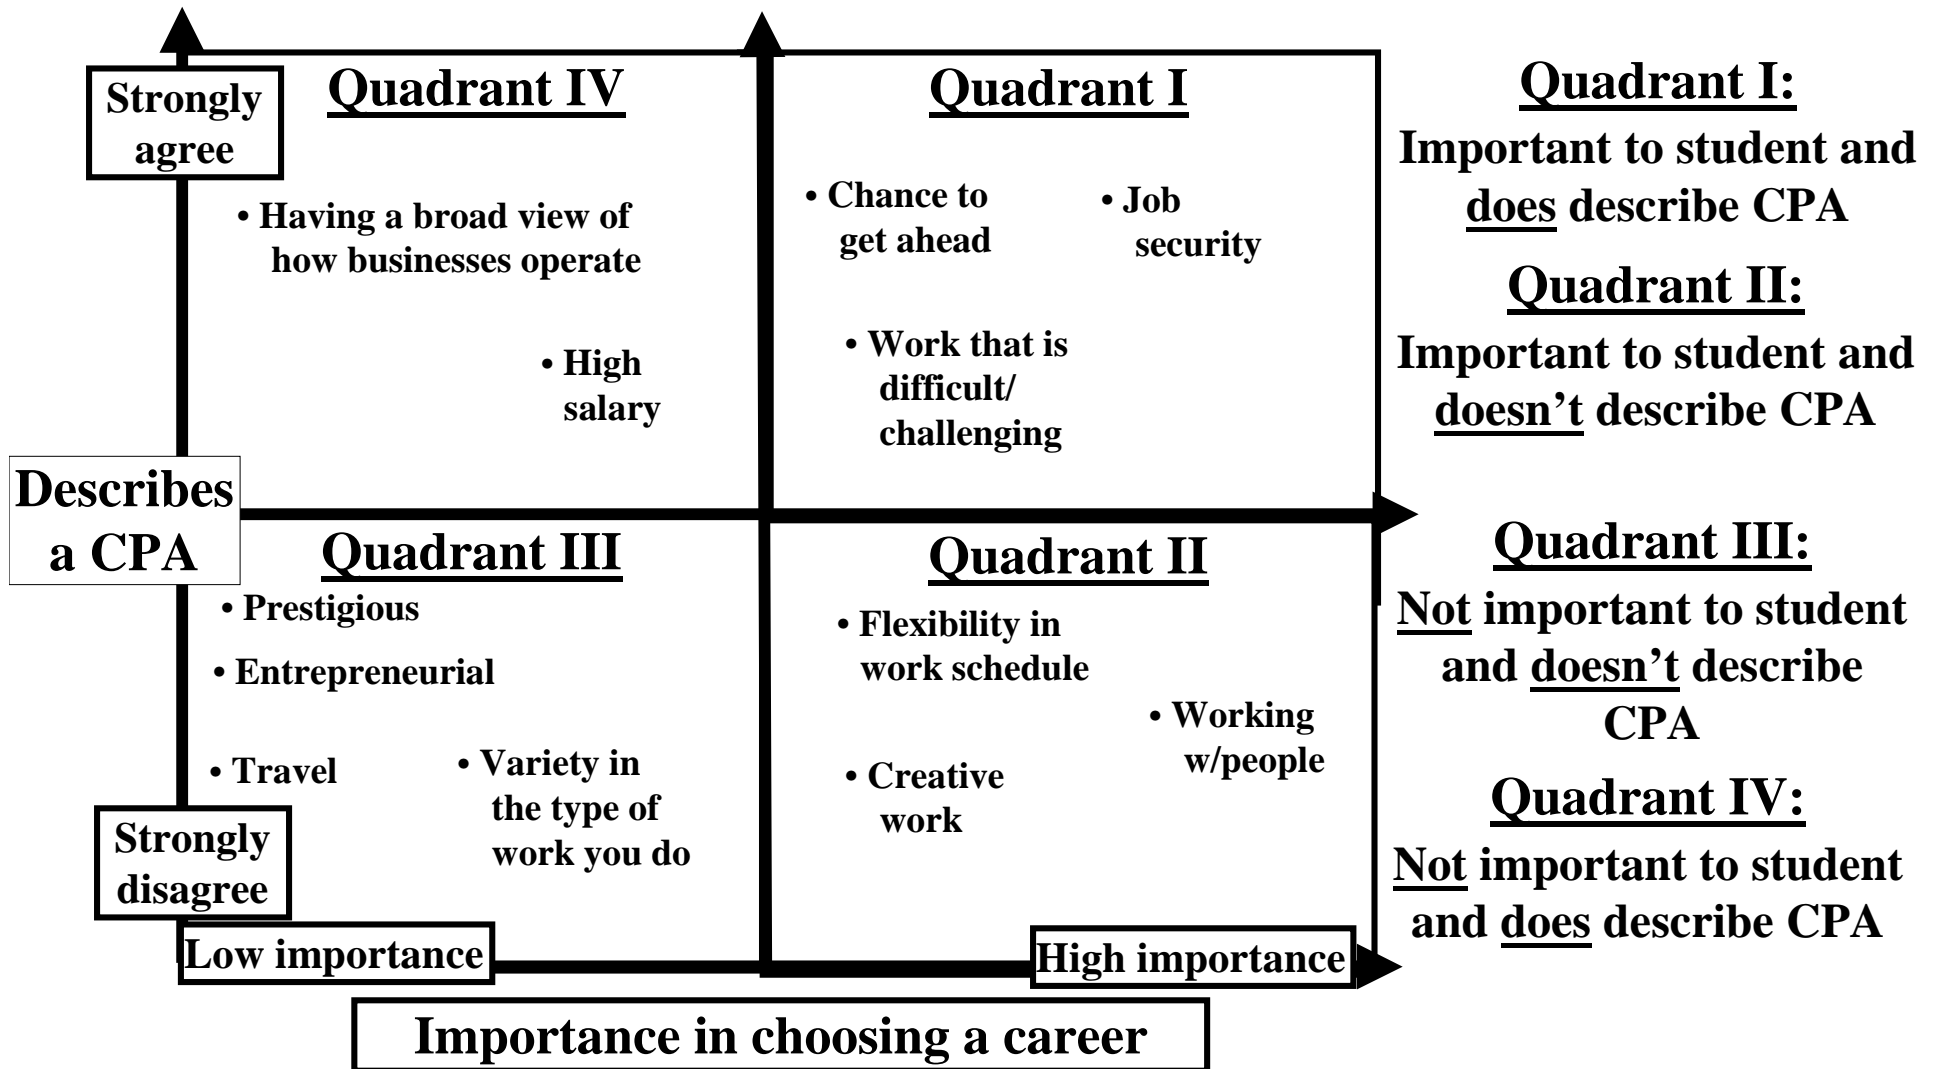 Strongly
agree
Quadrant IV
• Having a broad view of
how businesses operate
• High
salary
Quadrant I
• Chance to
get ahead
• Job
security
• Work that is
difficult/
challenging
Describes
a CPA
Quadrant III
• Prestigious
• Entrepreneurial
• Travel
• Variety in
the type of
work you do
Quadrant II
• Flexibility in
work schedule
• Working
w/people
• Creative
work
Strongly
disagree
Low importance
High importance
Importance in choosing a career
Quadrant I:
Important to student and
does describe CPA
Quadrant II:
Important to student and
doesn’t describe CPA
Quadrant III:
Not important to student
and doesn’t describe
CPA
Quadrant IV:
Not important to student
and does describe CPA